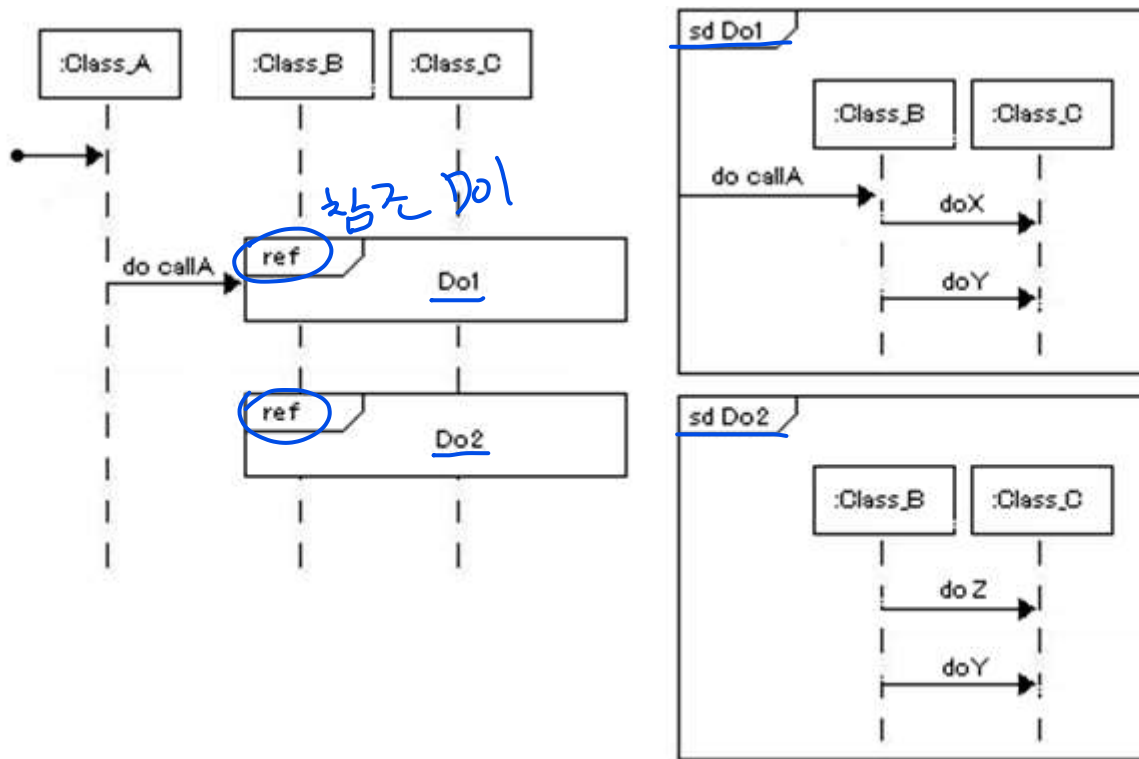 :Class_A
:Class_B
:Class_C
참조 Do1
ref
do callA
Do1
ref
Do2
sd Do1
:Class_B
:Class_C
do callA
doX
doY
sd Do2
:Class_B
:Class_C
do Z
doY